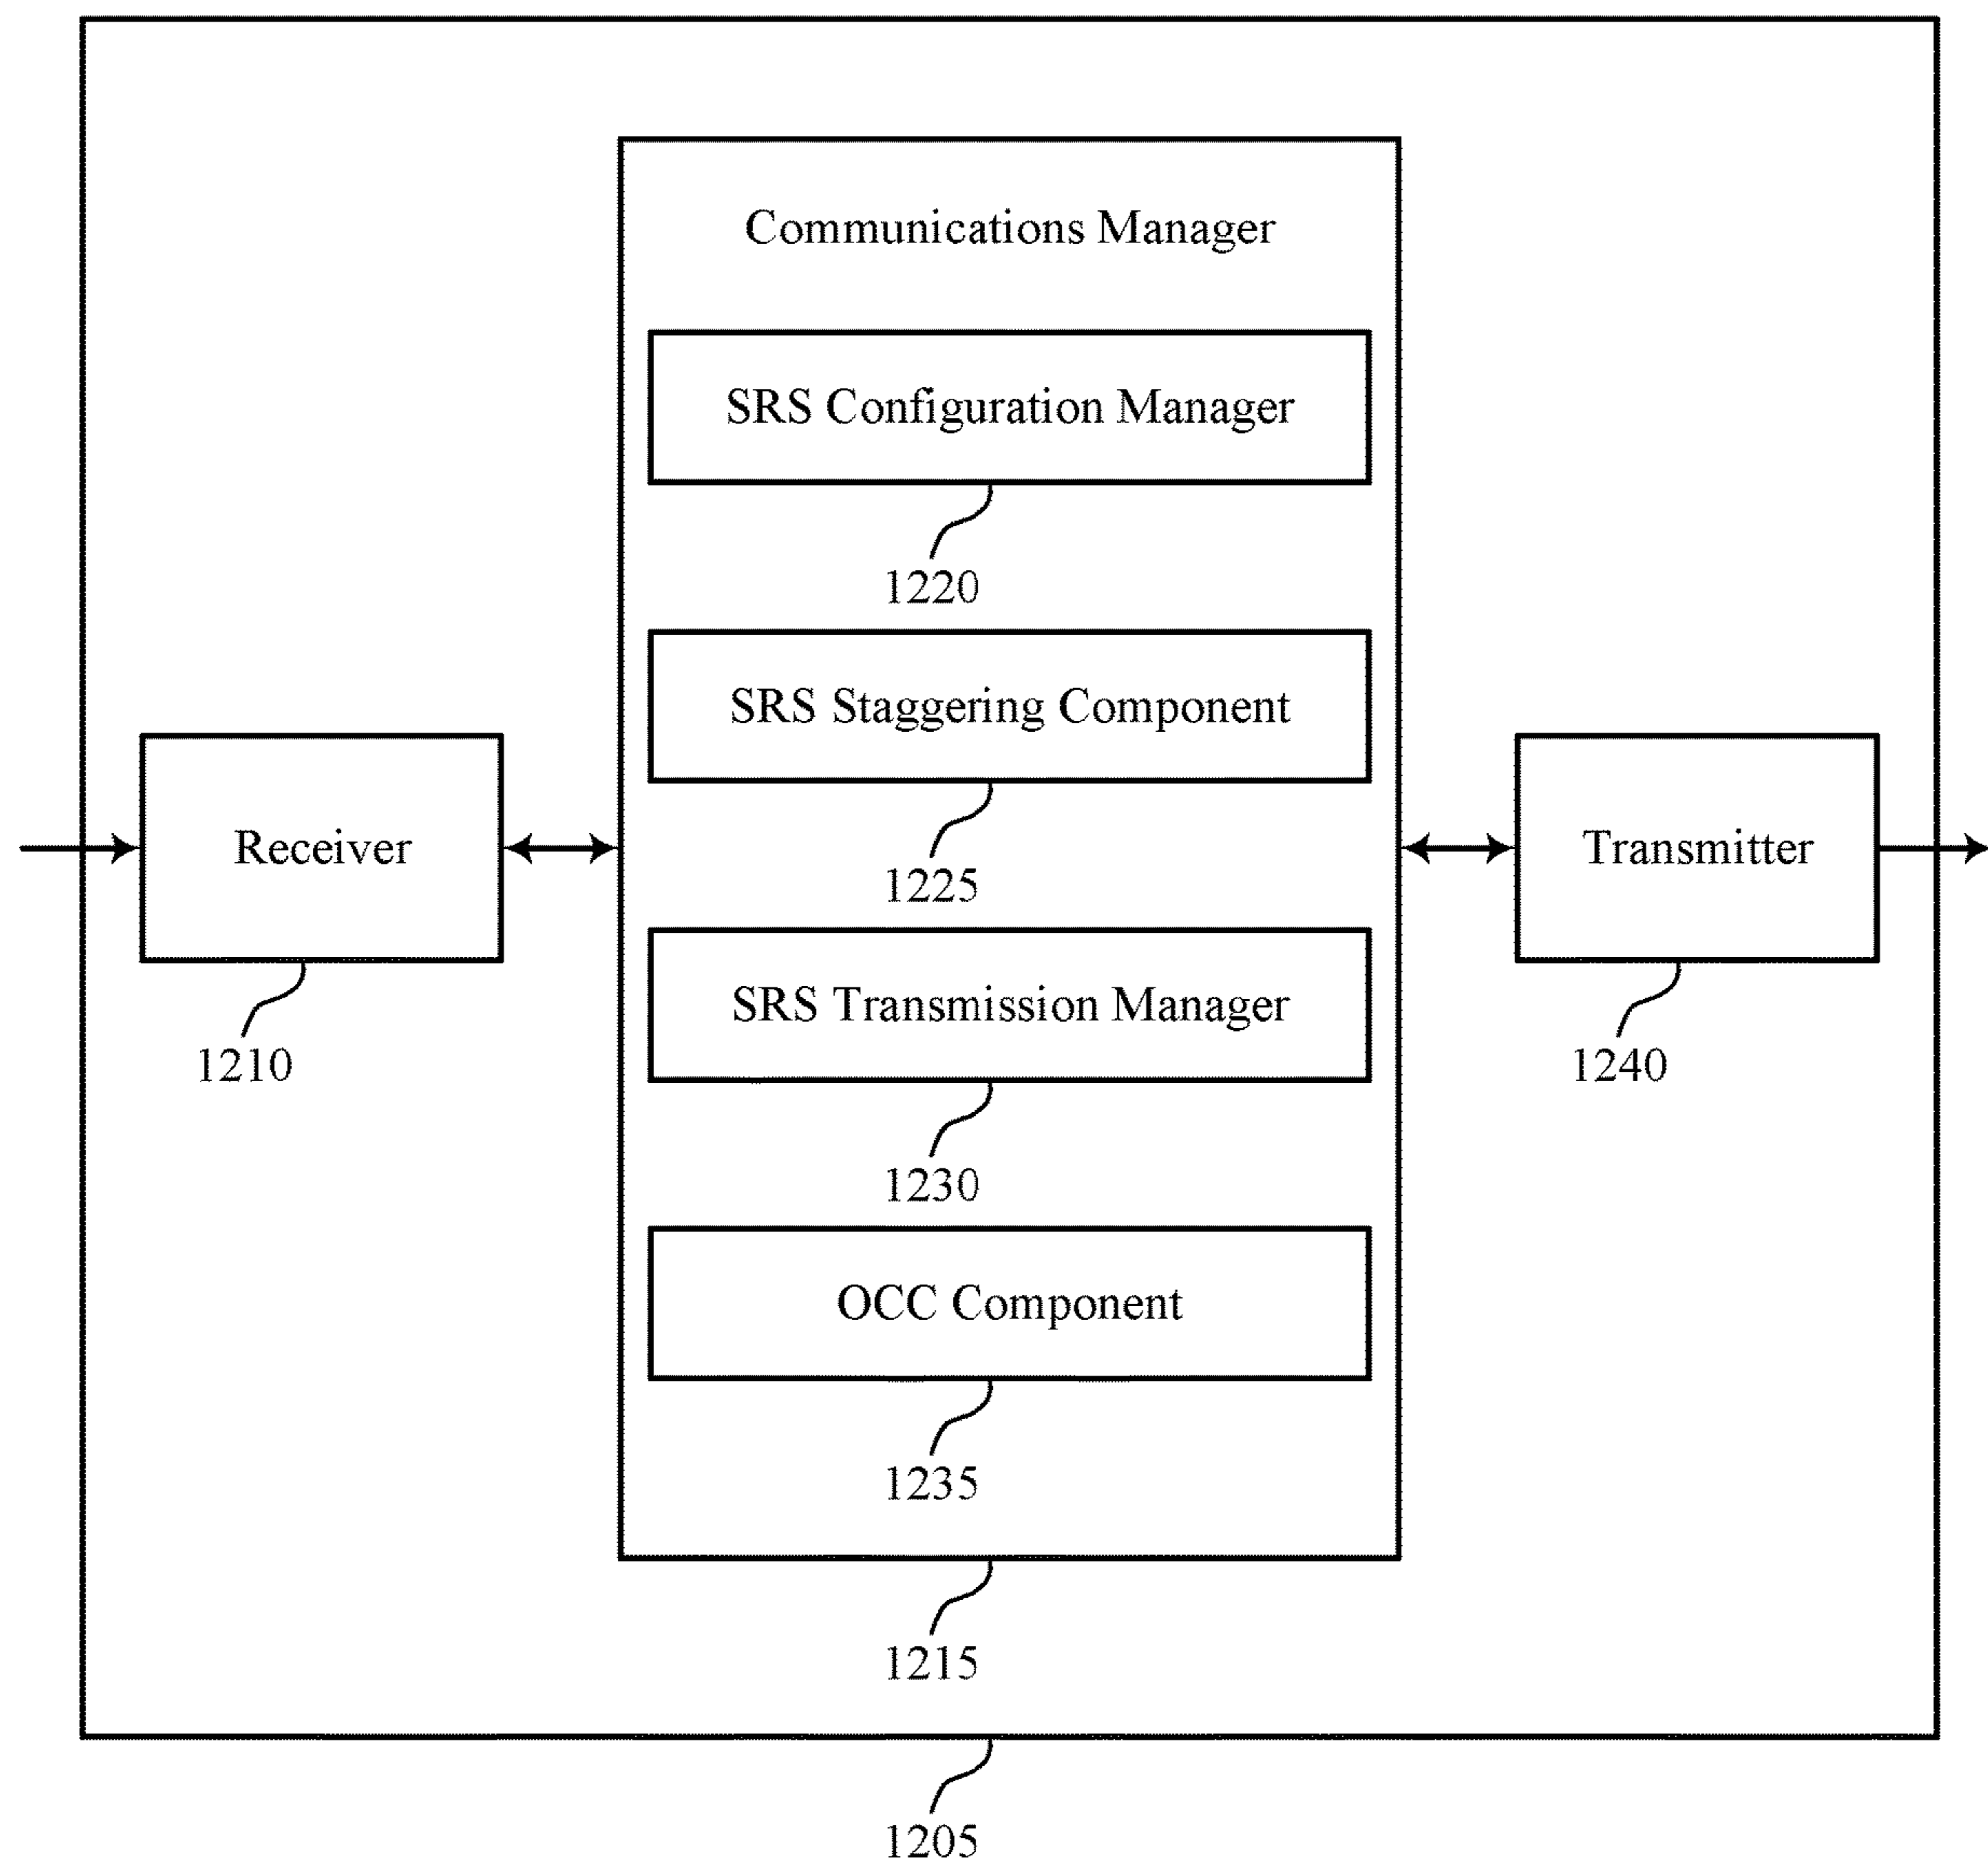 Communications Manager
SRS Configuration Manager
1220
SRS Staggering Component
1225
Receiver
1210
Transmitter
1240
SRS Transmission Manager
1230
OCC Component
1235
1215
1205